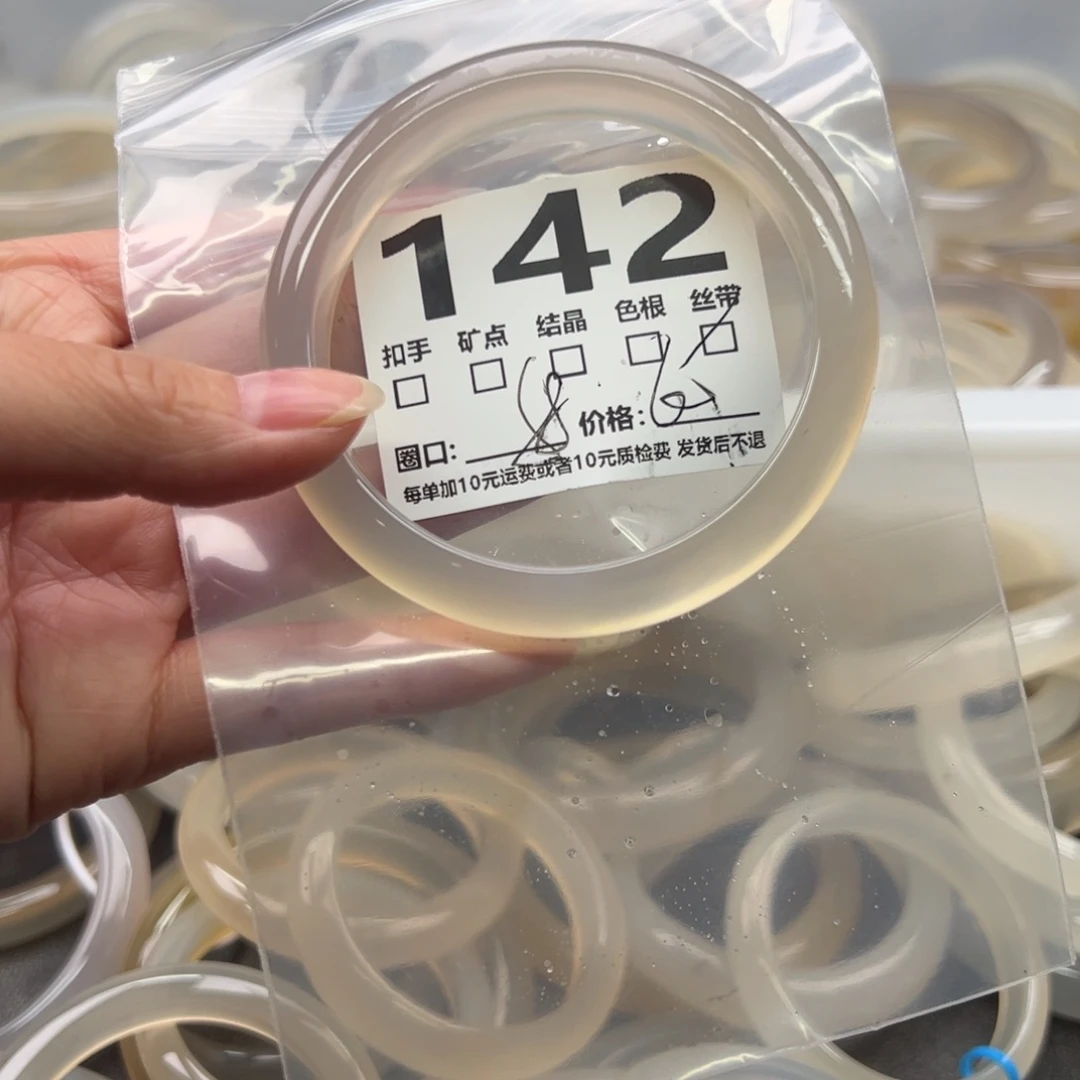 142
扣手 矿点 结晶 色根 丝带
圈口: 价格:
每单加10元运费或者10元质检费 发货后不退